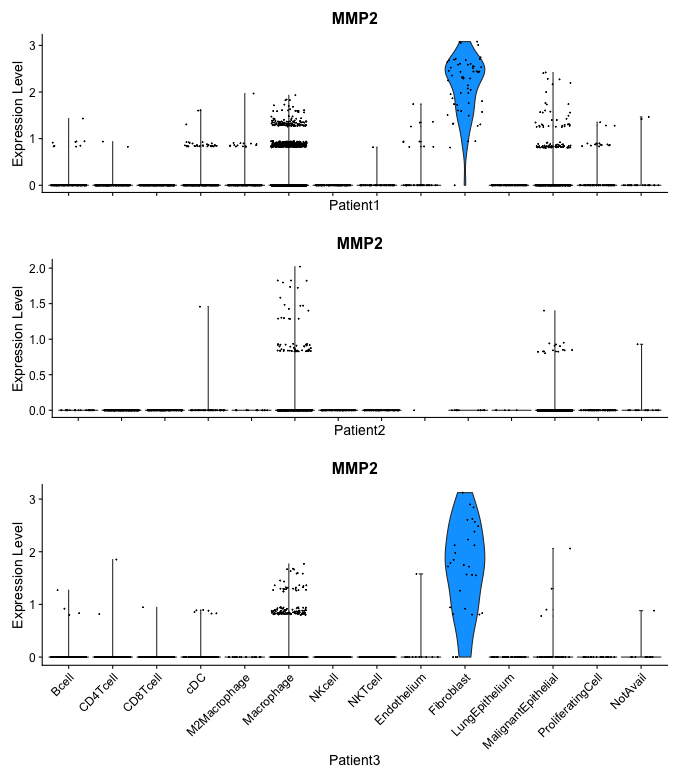 MMP2
Expression Level
3
2
1
0
Patient1
MMP2
Expression Level
2.0
1.5
1.0
0.5
0.0
Patient2
MMP2
Expression Level
3
2
1
0
Bcell
CD4Tcell
CD8Tcell
cDC
M2Macrophage
Macrophage
NKcell
NKTcell
Endothelium
Fibroblast
LungEpithelium
MalignantEpithelial
ProliferatingCell
NotAvail
Patient3